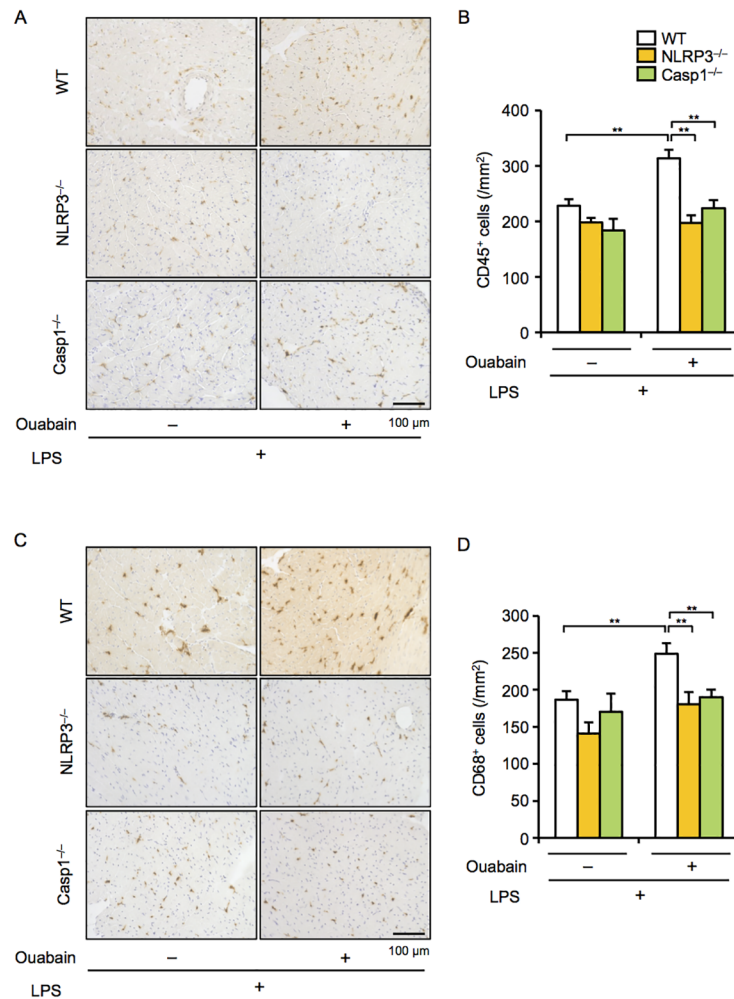 A
WT
NLRP3–/–
Casp1–/–
Ouabain – + 100 μm
LPS +
B
WT
NLRP3–/–
Casp1–/–
400
300
200
100
0
CD45+ cells (/mm2)
** ** **
Ouabain – +
LPS +
C
WT
NLRP3–/–
Casp1–/–
Ouabain – + 100 μm
LPS +
D
300
250
200
150
100
50
0
CD68+ cells (/mm2)
** ** **
Ouabain – +
LPS +